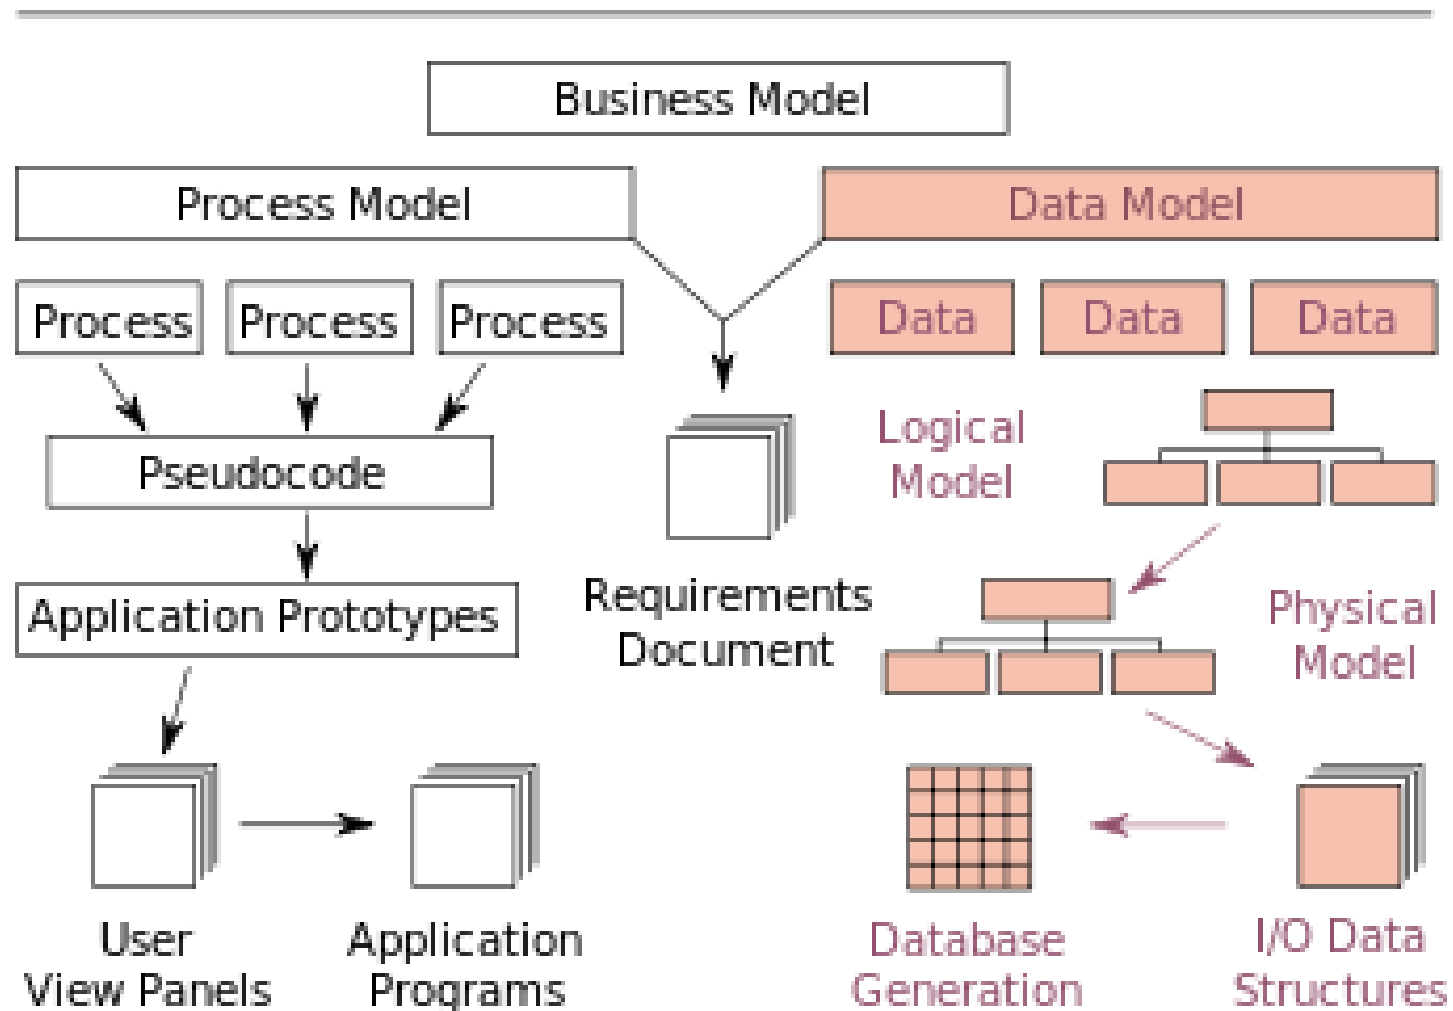 Business Model
Process Model
Data Model
Process
Process
Process
Data
Data
Data
Pseudocode
Logical
Model
Application Prototypes
Requirements
Document
Physical
Model
User
View Panels
Application
Programs
Database
Generation
I/O Data
Structures